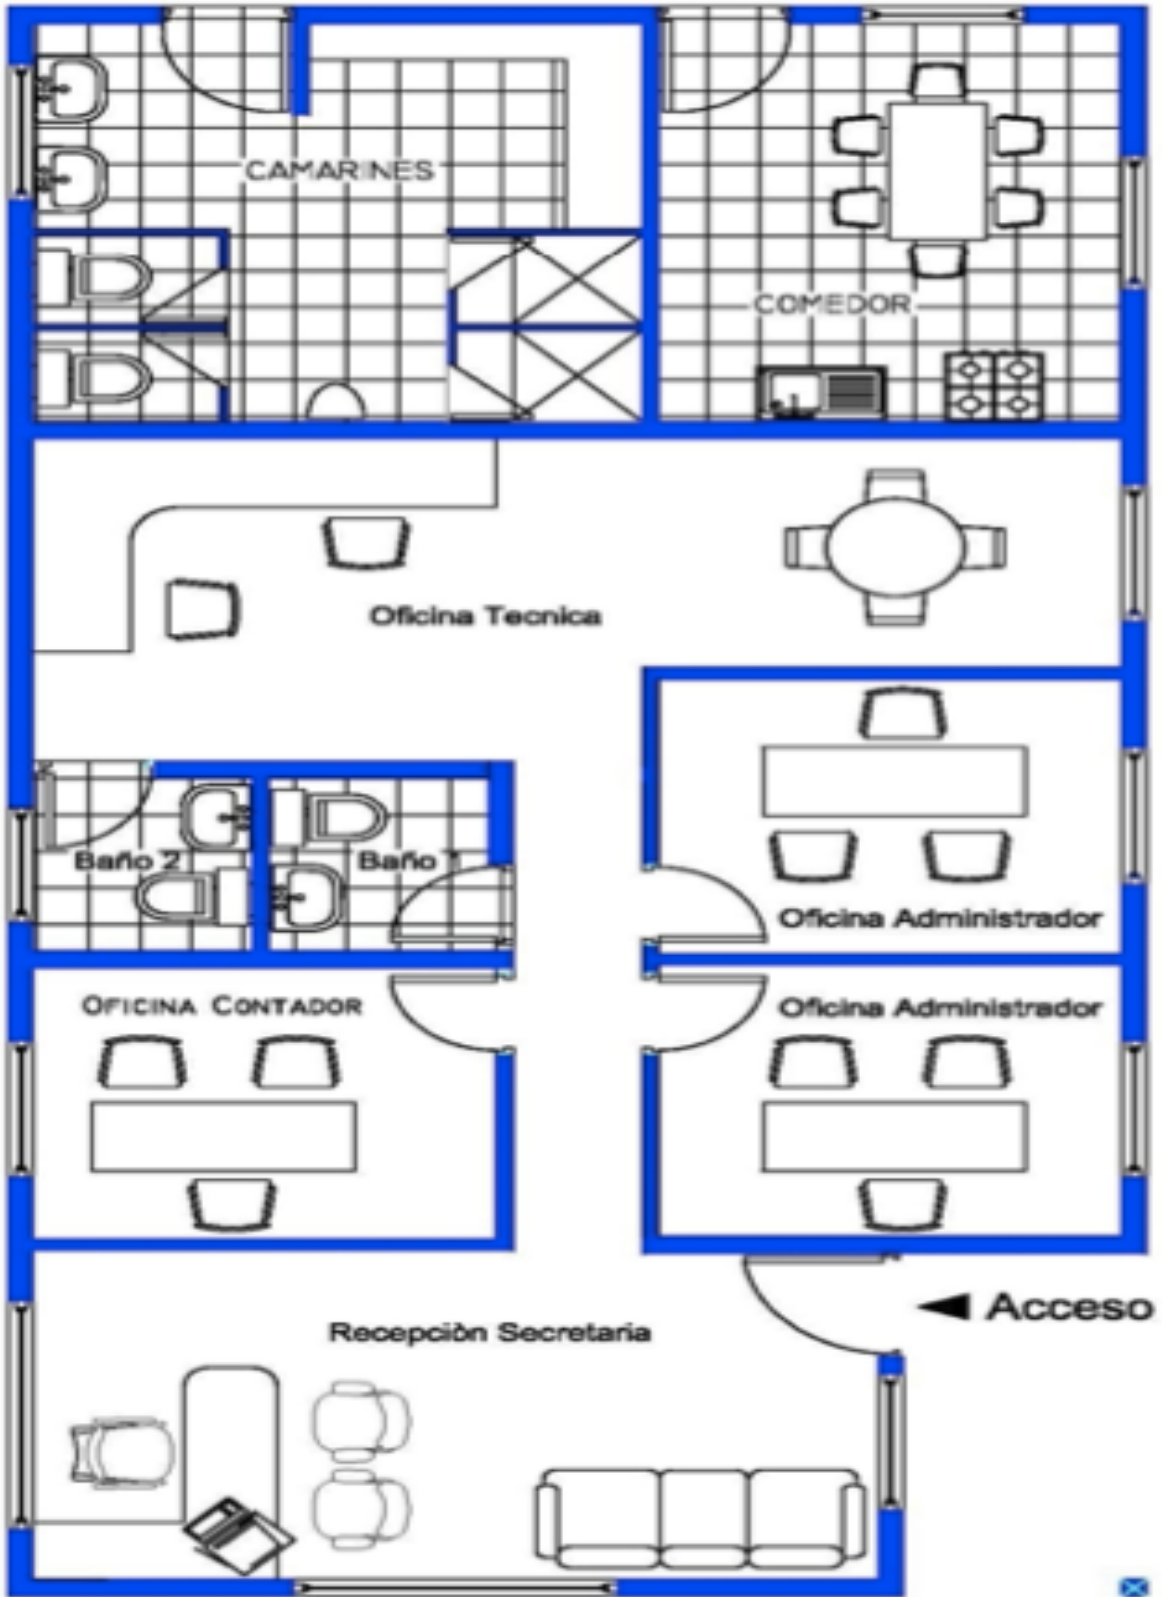 CAMARINES
COMEDOR
Oficina Tecnica
Baño 2
Baño 1
Oficina Administrador
OFICINA CONTADOR
Oficina Administrador
Acceso
Recepciòn Secretaria